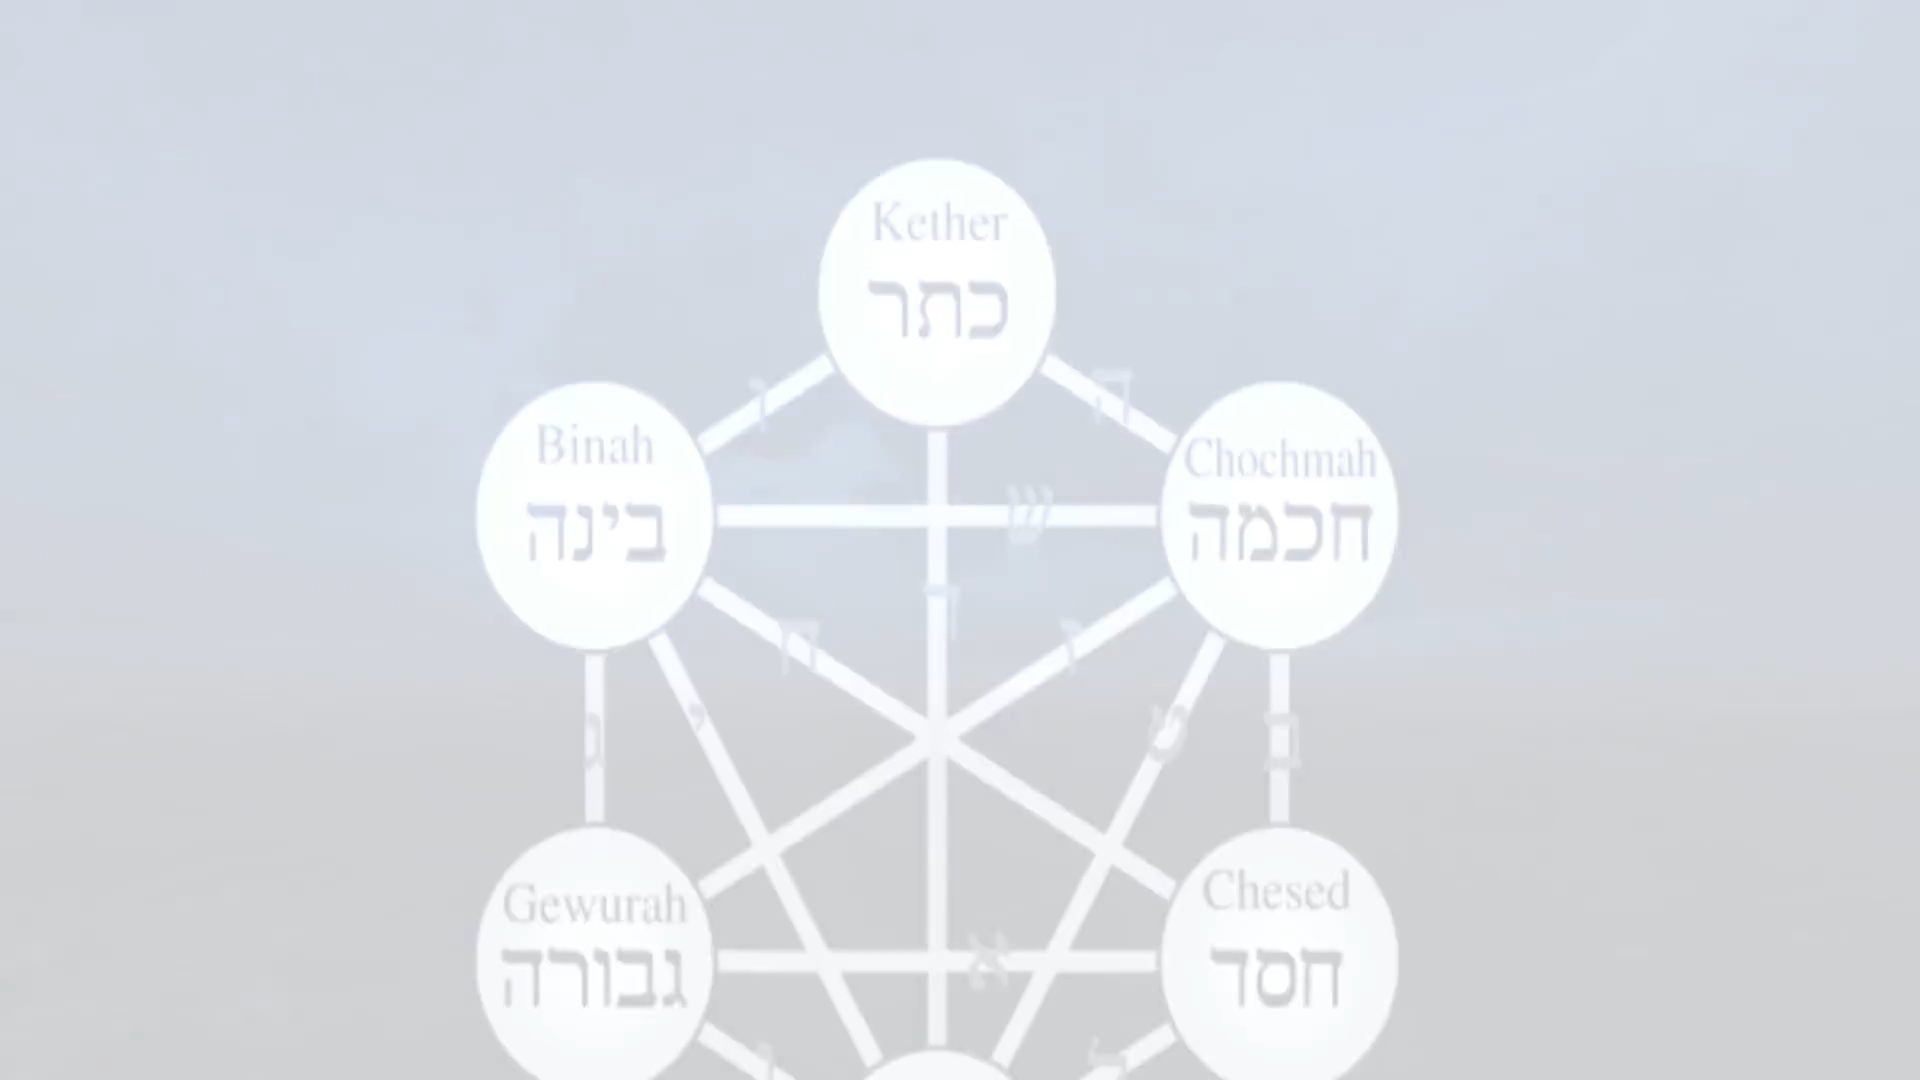 Kether
כתר
ו
ה
Binah
בינה
Chochmah
חכמה
ש
ד
ח
ג
י
ט
ב
Gewurah
גבורה
Chesed
חסד
א